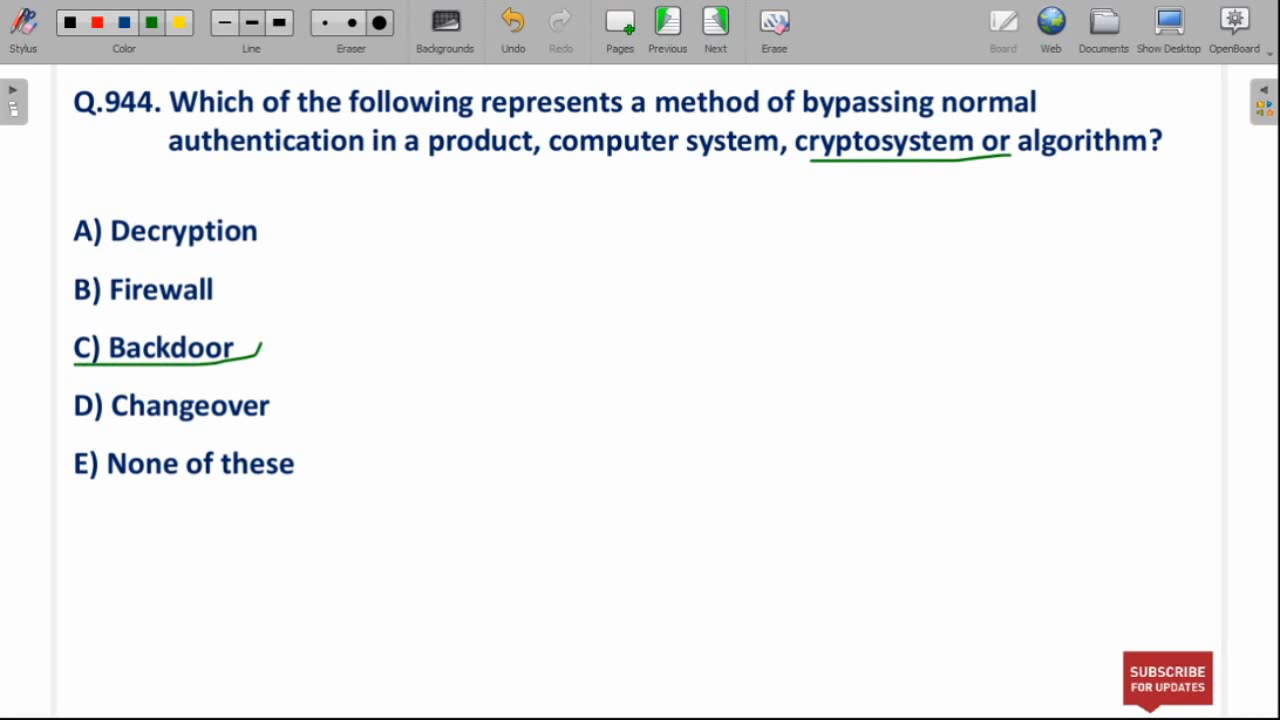 Stylus Color Line Eraser Backgrounds Undo Redo Pages Previous Next Erase Board Web Documents Show Desktop OpenBoard
Q.944. Which of the following represents a method of bypassing normal
authentication in a product, computer system, cryptosystem or algorithm?
A) Decryption
B) Firewall
C) Backdoor
D) Changeover
E) None of these
SUBSCRIBE
FOR UPDATES